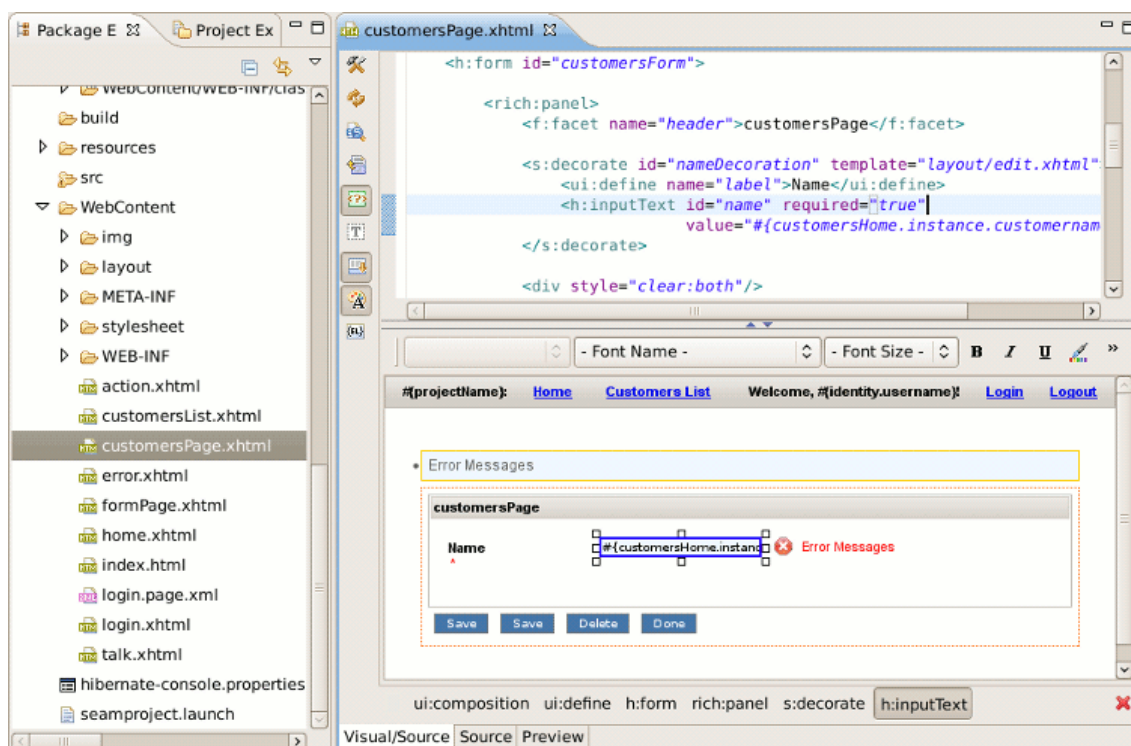 Package E
Project Ex
WebContent/WEB-INF/clas
build
resources
src
WebContent
img
layout
META-INF
stylesheet
WEB-INF
action.xhtml
customersList.xhtml
customersPage.xhtml
error.xhtml
formPage.xhtml
home.xhtml
index.html
login.page.xml
login.xhtml
talk.xhtml
hibernate-console.properties
seamproject.launch
customersPage.xhtml
<h:form id="customersForm">
<rich:panel>
<f:facet name="header">customersPage</f:facet>
<s:decorate id="nameDecoration" template="layout/edit.xhtml"
<ui:define name="label">Name</ui:define>
<h:inputText id="name" required="true"
value="#{customersHome.instance.customernam
</s:decorate>
<div style="clear:both"/>
- Font Name -
- Font Size -
B I U »
#{projectName}: Home Customers List Welcome, #{identity.username}! Login Logout
Error Messages
customersPage
Name #{customersHome.instanc Error Messages
*
Save Save Delete Done
ui:composition ui:define h:form rich:panel s:decorate h:inputText
Visual/Source Source Preview